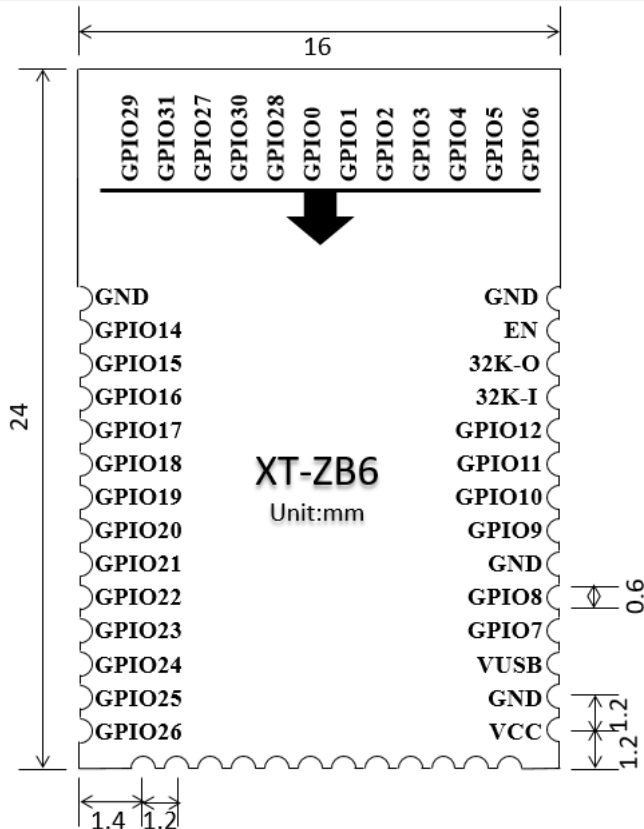 16
GPIO29 GPIO31 GPIO27 GPIO30 GPIO28 GPIO0 GPIO1 GPIO2 GPIO3 GPIO4 GPIO5 GPIO6
24
GND GND
GPIO14 EN
GPIO15 32K-O
GPIO16 32K-I
GPIO17 GPIO12
GPIO18 GPIO11
XT-ZB6
GPIO19 GPIO10
Unit:mm
GPIO20 GPIO9
GPIO21 GND
GPIO22 GPIO8 0.6
GPIO23 GPIO7
GPIO24 VUSB
GPIO25 GND 1.2
GPIO26 VCC 1.2
1.4 1.2